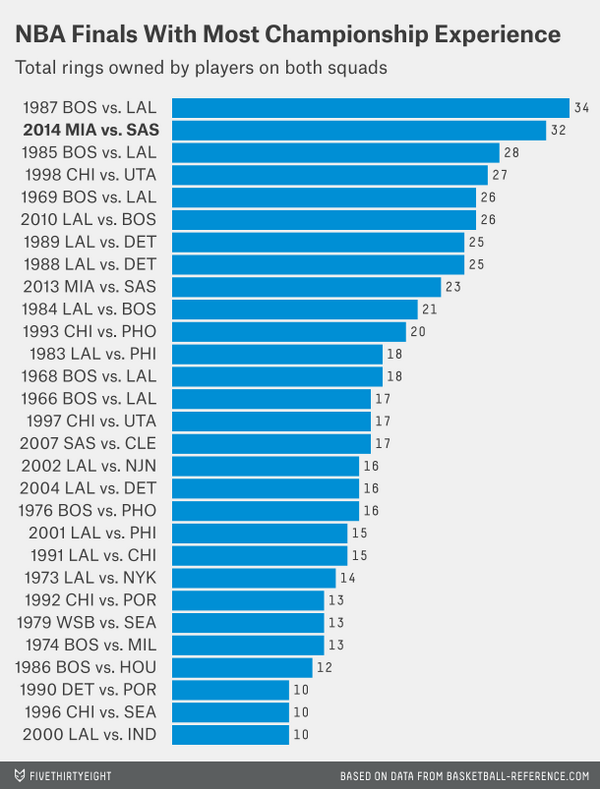 NBA Finals With Most Championship Experience
Total rings owned by players on both squads
1987 BOS vs. LAL 34
2014 MIA vs. SAS 32
1985 BOS vs. LAL 28
1998 CHI vs. UTA 27
1969 BOS vs. LAL 26
2010 LAL vs. BOS 26
1989 LAL vs. DET 25
1988 LAL vs. DET 25
2013 MIA vs. SAS 23
1984 LAL vs. BOS 21
1993 CHI vs. PHO 20
1983 LAL vs. PHI 18
1968 BOS vs. LAL 18
1966 BOS vs. LAL 17
1997 CHI vs. UTA 17
2007 SAS vs. CLE 17
2002 LAL vs. NJN 16
2004 LAL vs. DET 16
1976 BOS vs. PHO 16
2001 LAL vs. PHI 15
1991 LAL vs. CHI 15
1973 LAL vs. NYK 14
1992 CHI vs. POR 13
1979 WSB vs. SEA 13
1974 BOS vs. MIL 13
1986 BOS vs. HOU 12
1990 DET vs. POR 10
1996 CHI vs. SEA 10
2000 LAL vs. IND 10
FIVETHIRTYEIGHT BASED ON DATA FROM BASKETBALL-REFERENCE.COM